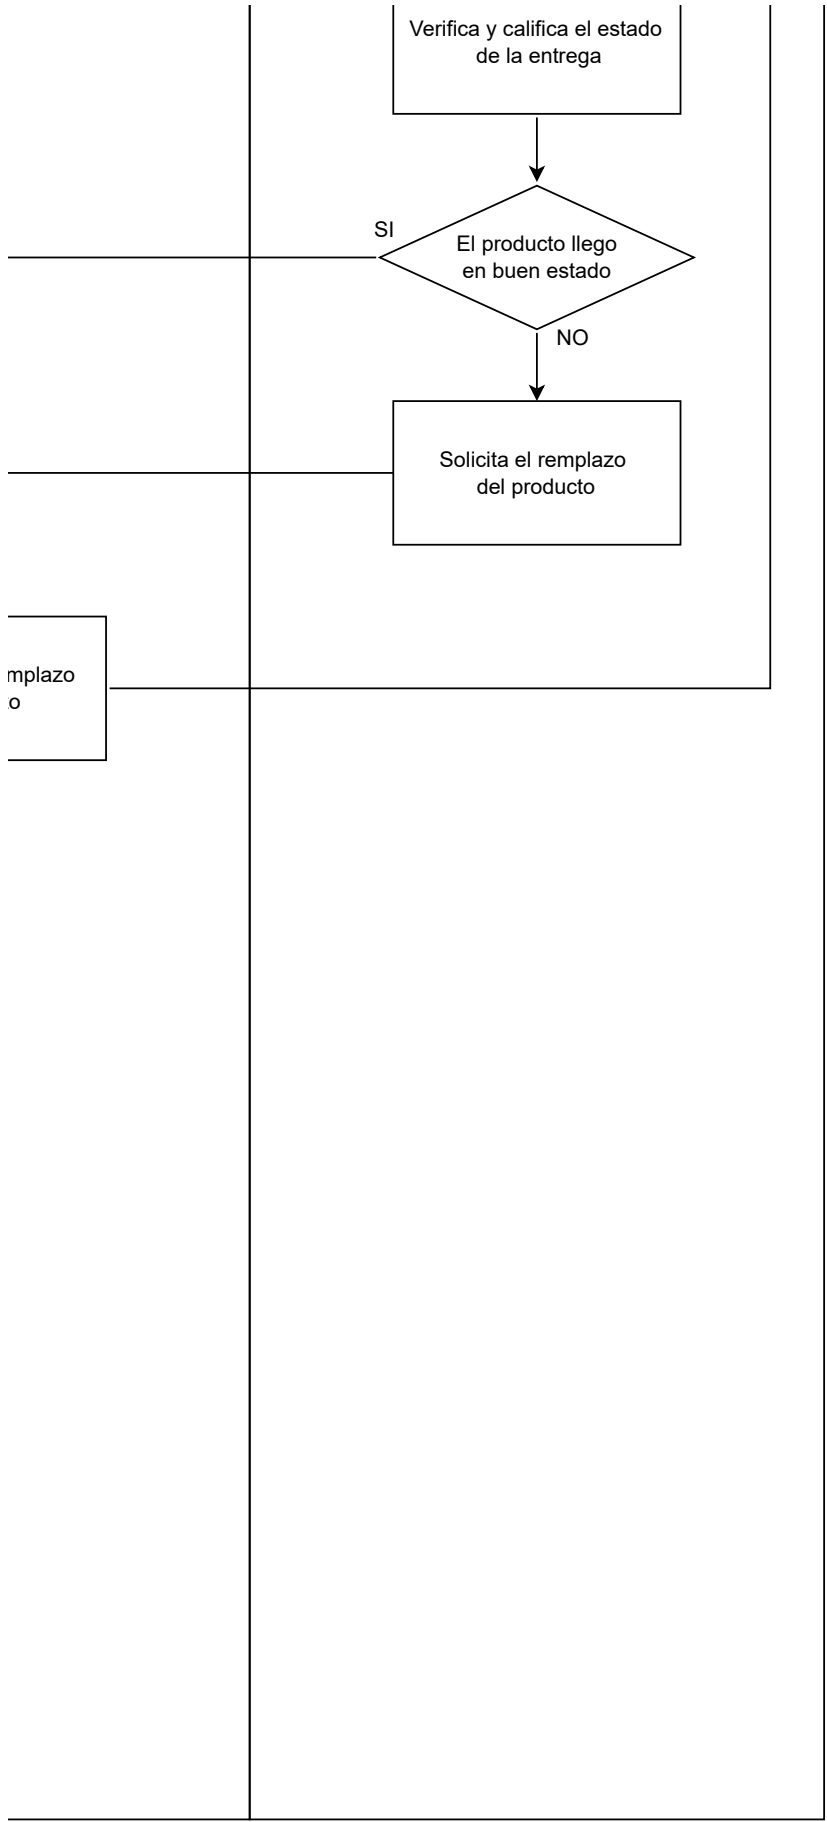 Verifica y califica el estado
de la entrega
SI
El producto llego
en buen estado
NO
Solicita el remplazo
del producto
mplazo
o